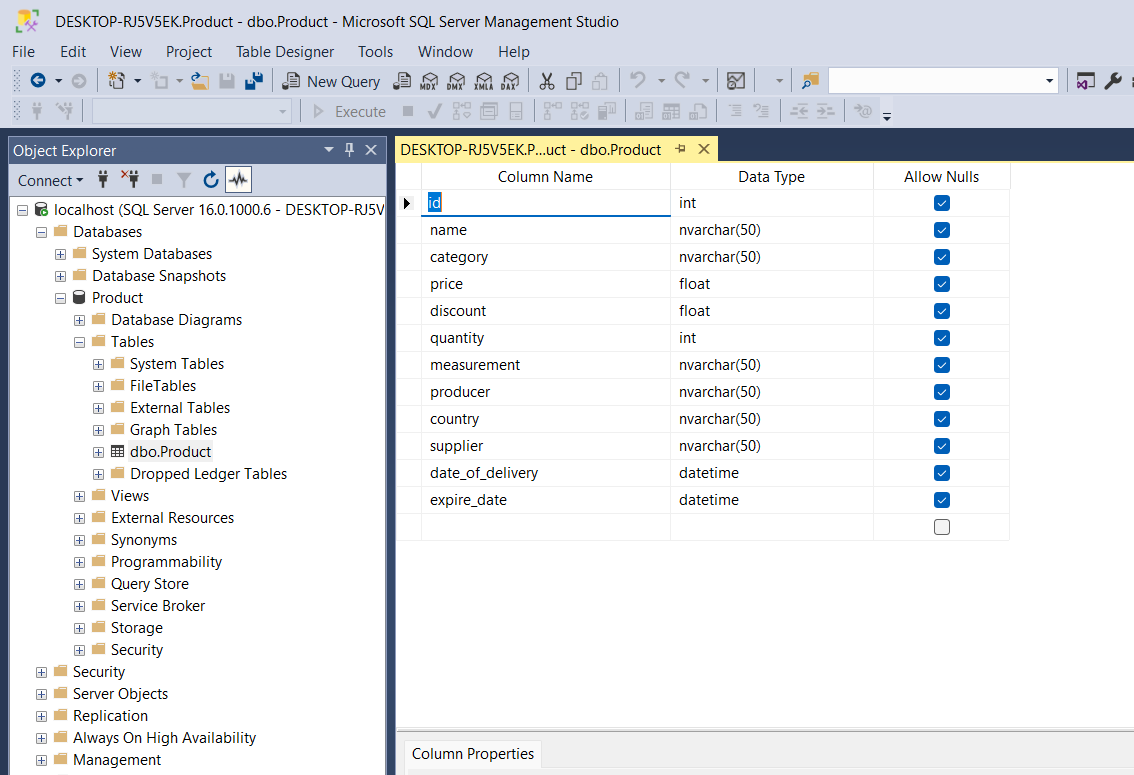 DESKTOP-RJ5V5EK.Product - dbo.Product - Microsoft SQL Server Management Studio
File Edit View Project Table Designer Tools Window Help
New Query MDX DMX XMLA DAX
Execute
Object Explorer
Connect
localhost (SQL Server 16.0.1000.6 - DESKTOP-RJ5V
Databases
System Databases
Database Snapshots
Product
Database Diagrams
Tables
System Tables
FileTables
External Tables
Graph Tables
dbo.Product
Dropped Ledger Tables
Views
External Resources
Synonyms
Programmability
Query Store
Service Broker
Storage
Security
Security
Server Objects
Replication
Always On High Availability
Management
DESKTOP-RJ5V5EK.P...uct - dbo.Product
Column Name Data Type Allow Nulls
id int
name nvarchar(50)
category nvarchar(50)
price float
discount float
quantity int
measurement nvarchar(50)
producer nvarchar(50)
country nvarchar(50)
supplier nvarchar(50)
date_of_delivery datetime
expire_date datetime
Column Properties